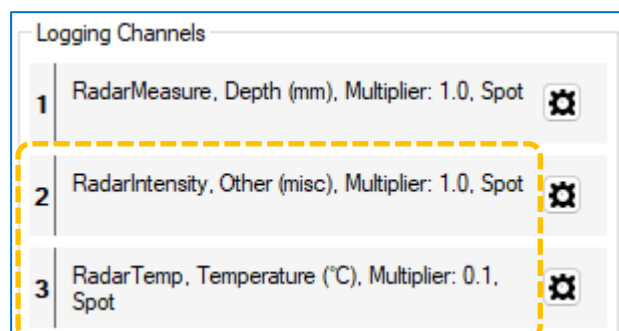 Logging Channels
1
RadarMeasure, Depth (mm), Multiplier: 1.0, Spot
2
RadarIntensity, Other (misc), Multiplier: 1.0, Spot
3
RadarTemp, Temperature (°C), Multiplier: 0.1,
Spot